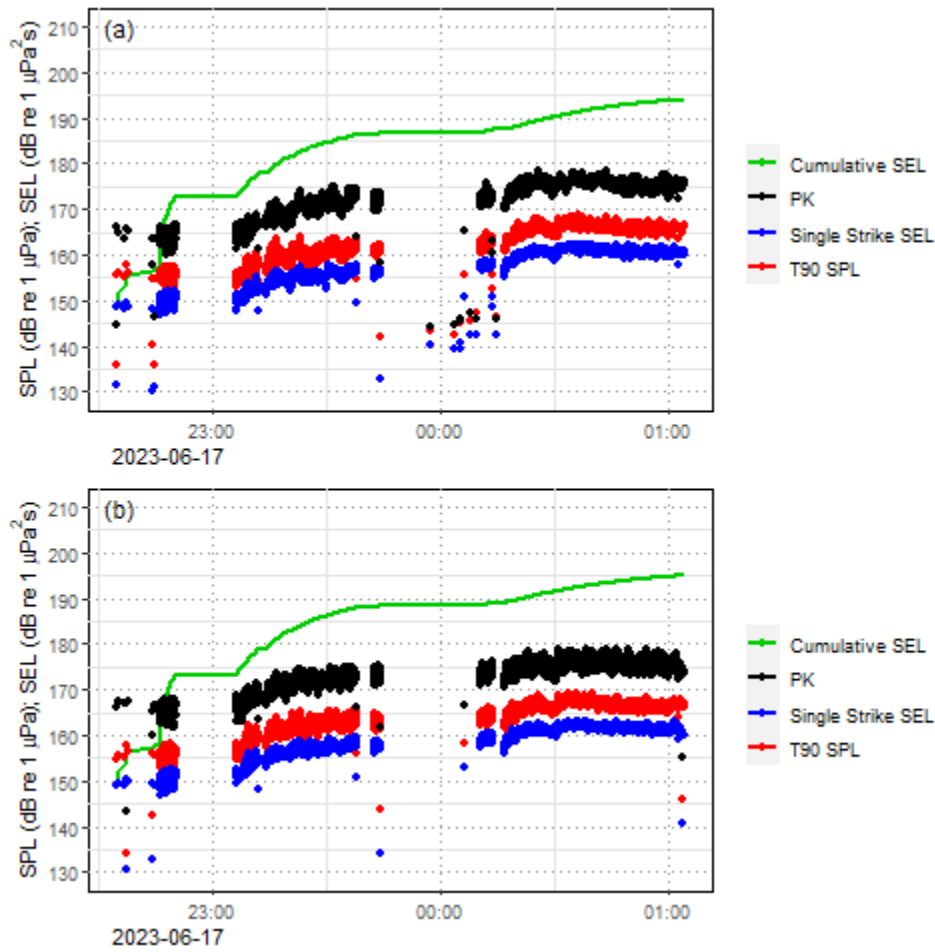 (a)
SPL (dB re 1 µPa); SEL (dB re 1 µPa²s)
210
200
190
180
170
160
150
140
130
23:00 00:00 01:00
2023-06-17
Cumulative SEL
PK
Single Strike SEL
T90 SPL
(b)
SPL (dB re 1 µPa); SEL (dB re 1 µPa²s)
210
200
190
180
170
160
150
140
130
23:00 00:00 01:00
2023-06-17
Cumulative SEL
PK
Single Strike SEL
T90 SPL